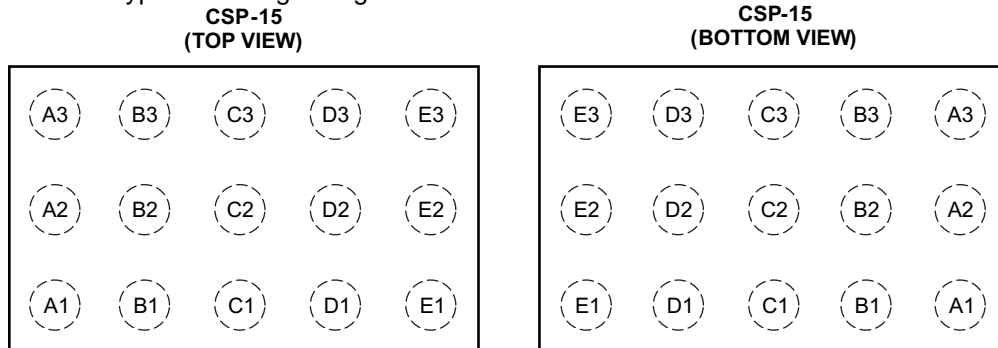 CSP-15
(TOP VIEW)
A3 B3 C3 D3 E3
A2 B2 C2 D2 E2
A1 B1 C1 D1 E1
CSP-15
(BOTTOM VIEW)
E3 D3 C3 B3 A3
E2 D2 C2 B2 A2
E1 D1 C1 B1 A1